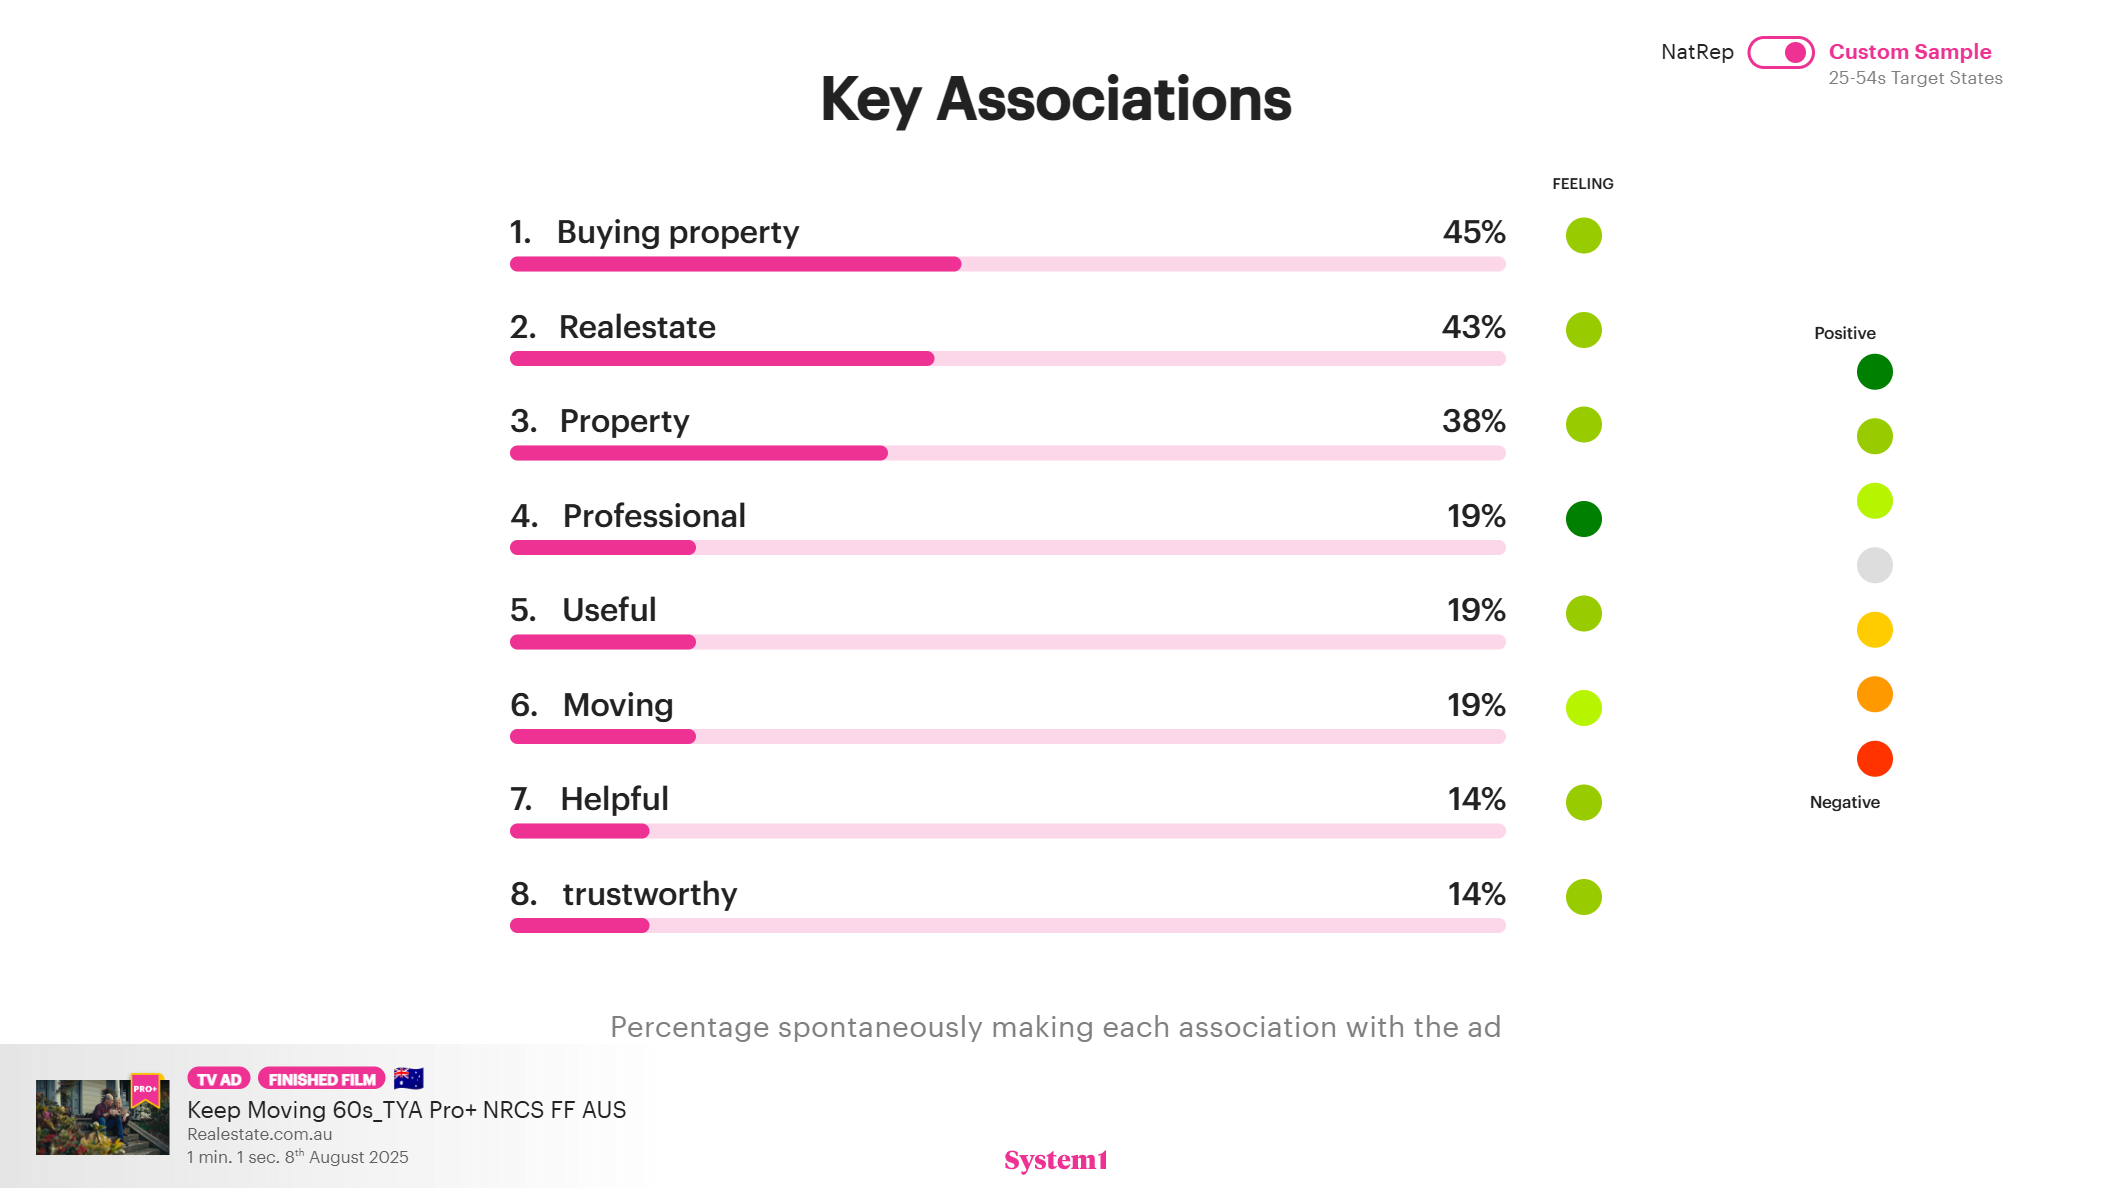 NatRep
Custom Sample
25-54s Target States
Key Associations
FEELING
1. Buying property 45%
2. Realestate 43%
3. Property 38%
4. Professional 19%
5. Useful 19%
6. Moving 19%
7. Helpful 14%
8. trustworthy 14%
Positive
Negative
Percentage spontaneously making each association with the ad
PRO+
TV AD FINISHED FILM
Keep Moving 60s_TYA Pro+ NRCS FF AUS
Realestate.com.au
1 min. 1 sec. 8th August 2025
System1